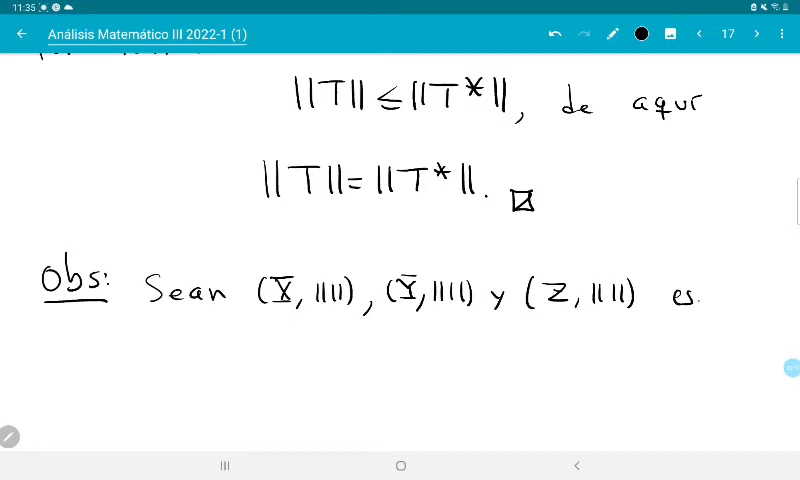 11:35
Análisis Matemático III 2022-1 (1)
17
||T|| ≤ ||T*||, de aquí
||T|| = ||T*||.
Obs: Sean (X, || ||), (Y, || ||) y (Z, || ||) es.